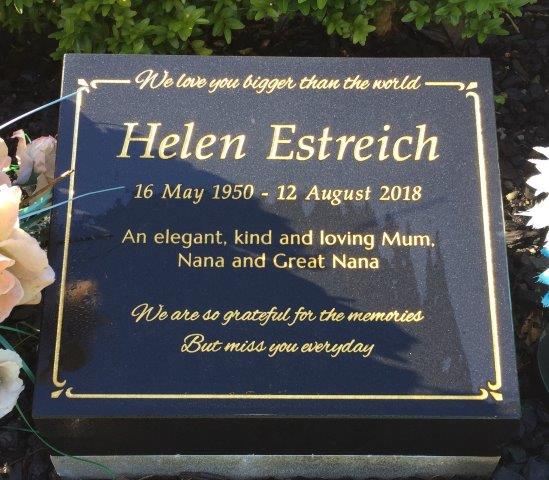 We love you bigger than the world
Helen Estreich
16 May 1950 - 12 August 2018
An elegant, kind and loving Mum,
Nana and Great Nana
We are so grateful for the memories
But miss you everyday